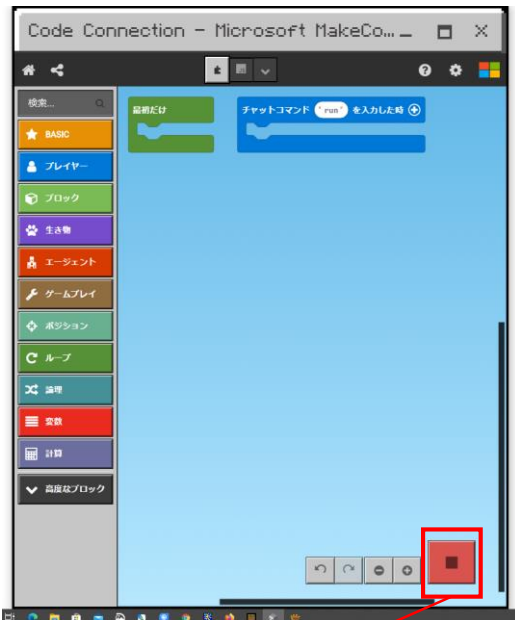 Code Connection - Microsoft MakeCo...
検索...
最初だけ
チャットコマンド "run" を入力した時
BASIC
プレイヤー
ブロック
生き物
エージェント
ゲームプレイ
ポジション
ループ
論理
変数
計算
高度なブロック